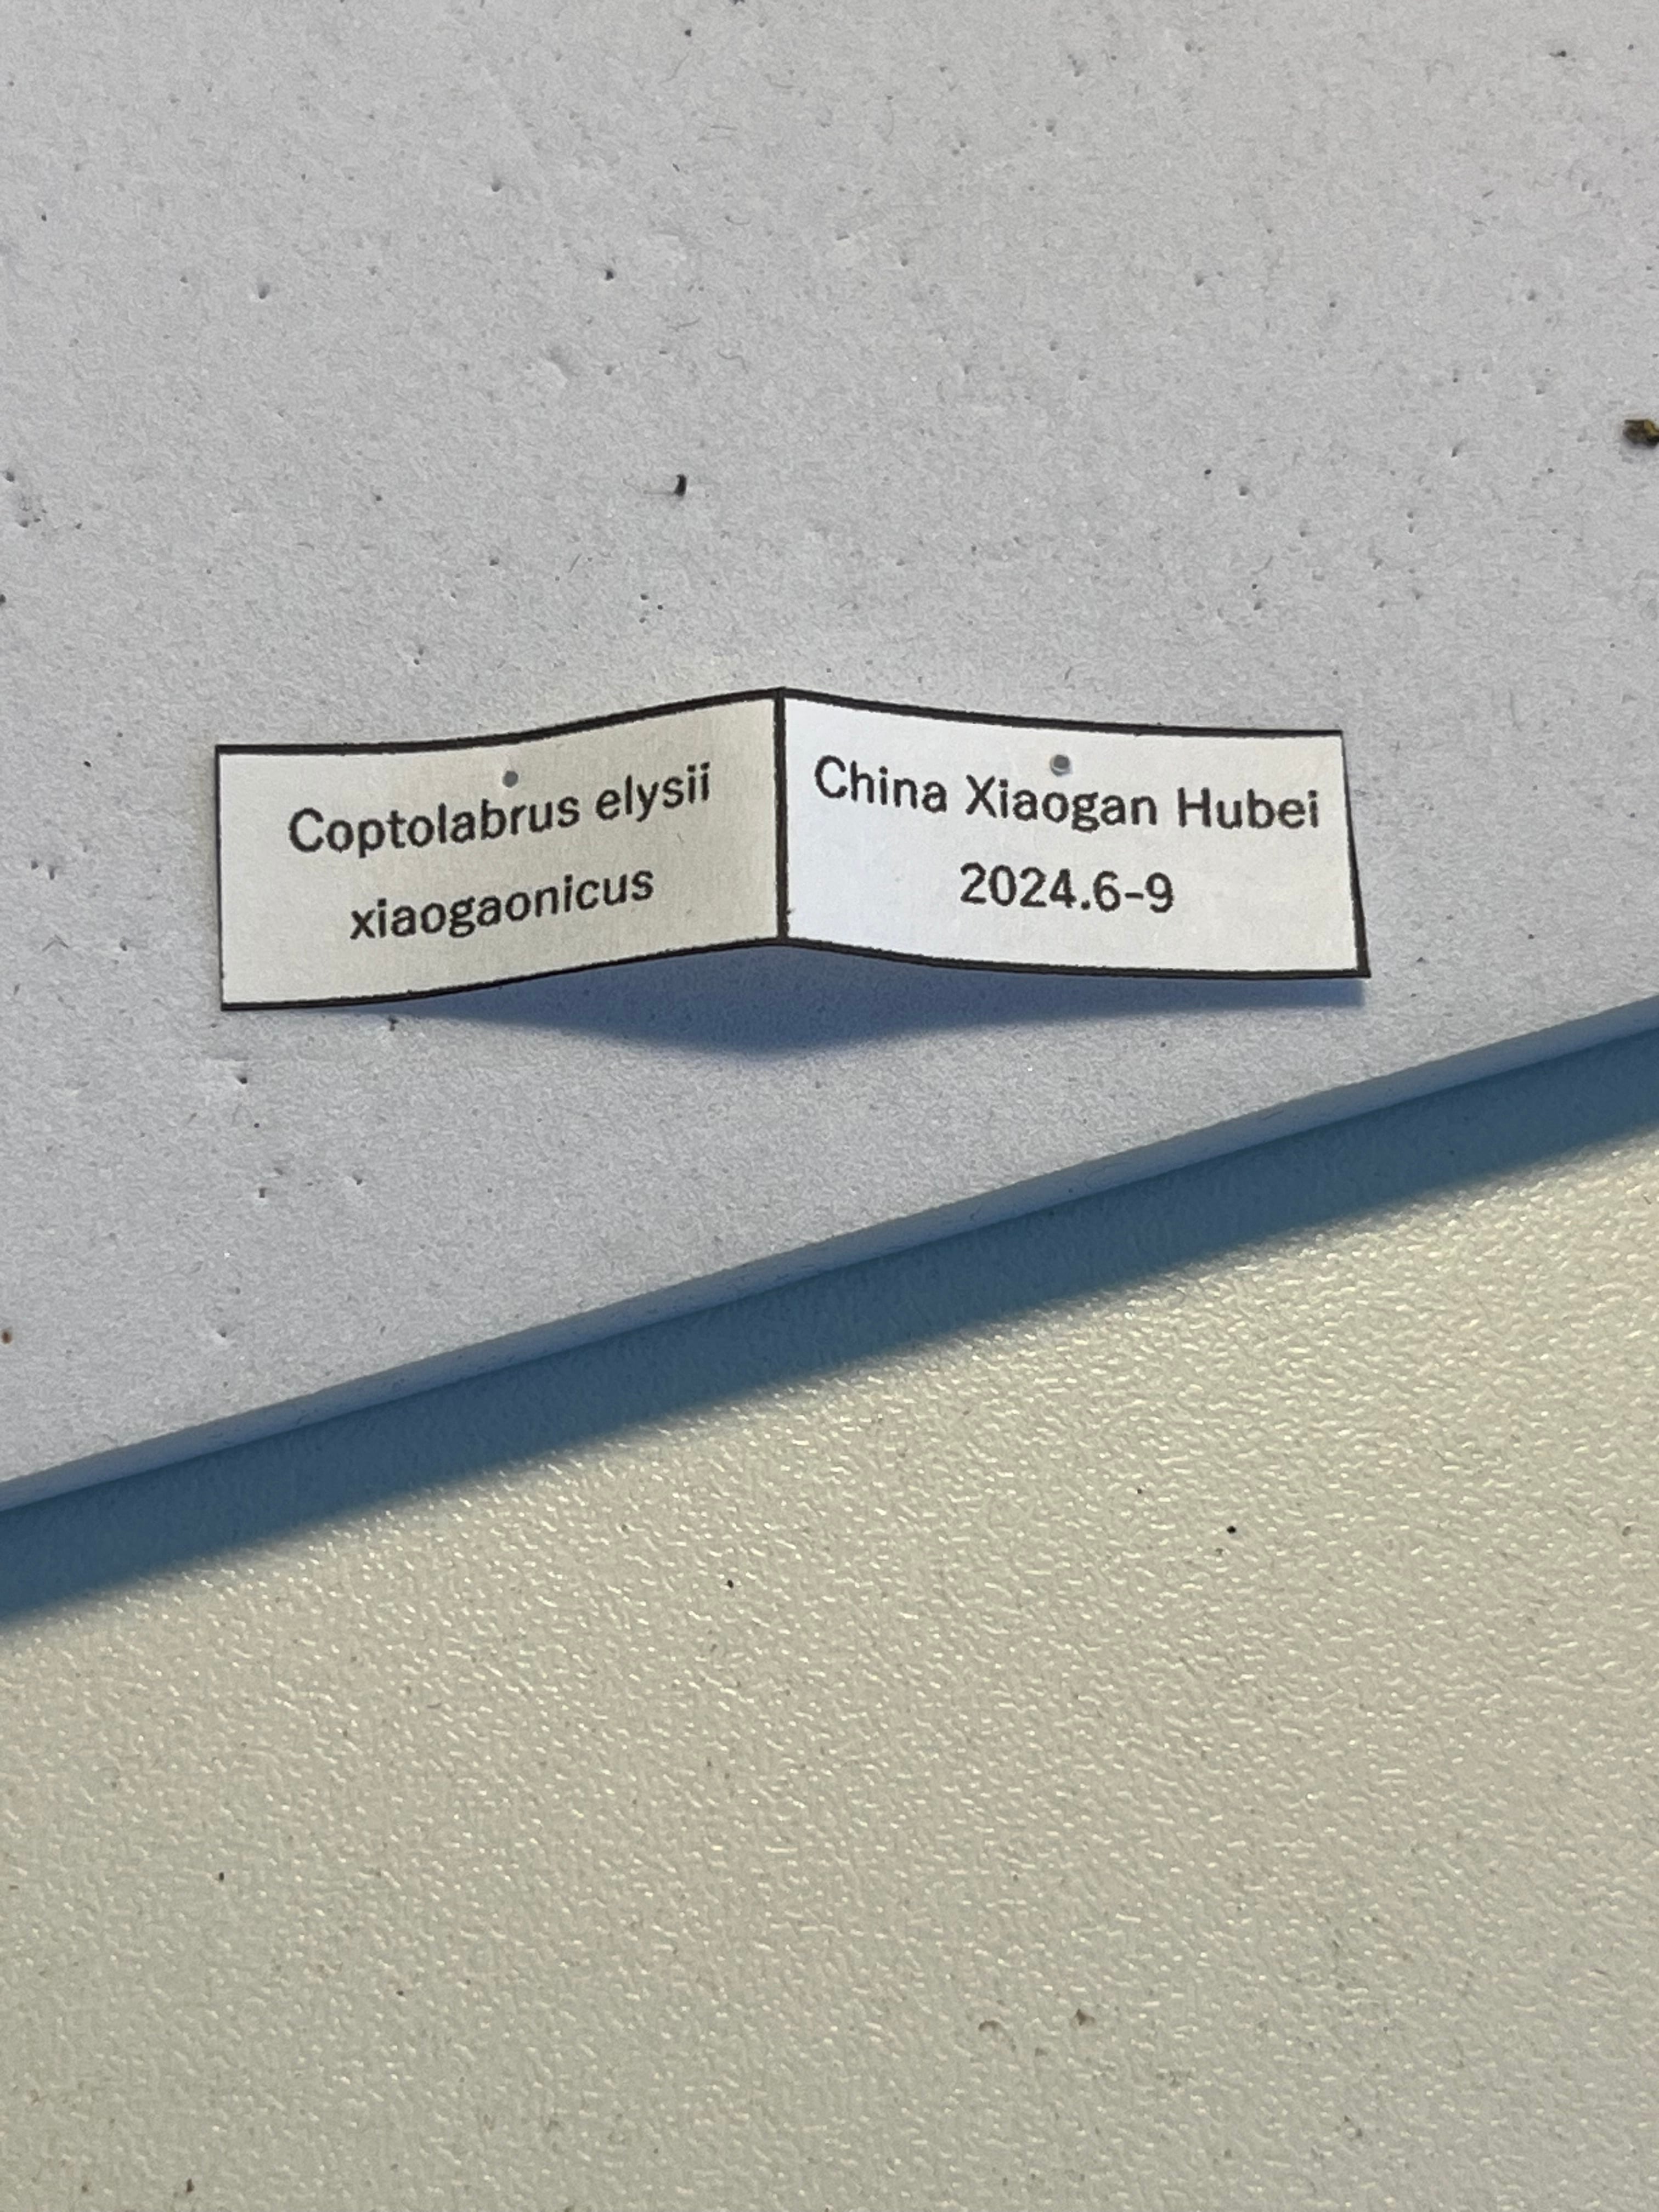 Coptolabrus elysii
xiaogaonicus
China Xiaogan Hubei
2024.6-9